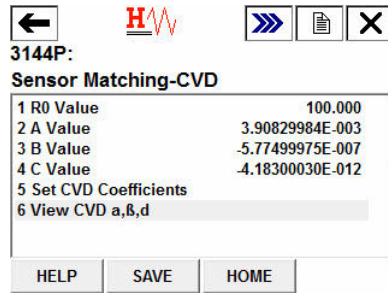 H
3144P:
Sensor Matching-CVD
1 R0 Value 100.000
2 A Value 3.90829984E-003
3 B Value -5.77499975E-007
4 C Value -4.18300030E-012
5 Set CVD Coefficients
6 View CVD a,ß,d
HELP SAVE HOME